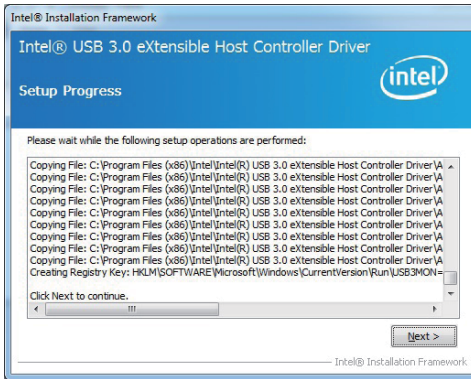 Intel® Installation Framework
Intel® USB 3.0 eXtensible Host Controller Driver
intel
Setup Progress
Please wait while the following setup operations are performed:
Copying File: C:\Program Files (x86)\Intel\Intel(R) USB 3.0 eXtensible Host Controller Driver\A
Copying File: C:\Program Files (x86)\Intel\Intel(R) USB 3.0 eXtensible Host Controller Driver\A
Copying File: C:\Program Files (x86)\Intel\Intel(R) USB 3.0 eXtensible Host Controller Driver\A
Copying File: C:\Program Files (x86)\Intel\Intel(R) USB 3.0 eXtensible Host Controller Driver\A
Copying File: C:\Program Files (x86)\Intel\Intel(R) USB 3.0 eXtensible Host Controller Driver\A
Copying File: C:\Program Files (x86)\Intel\Intel(R) USB 3.0 eXtensible Host Controller Driver\A
Copying File: C:\Program Files (x86)\Intel\Intel(R) USB 3.0 eXtensible Host Controller Driver\A
Copying File: C:\Program Files (x86)\Intel\Intel(R) USB 3.0 eXtensible Host Controller Driver\A
Copying File: C:\Program Files (x86)\Intel\Intel(R) USB 3.0 eXtensible Host Controller Driver\A
Creating Registry Key: HKLM\SOFTWARE\Microsoft\Windows\CurrentVersion\Run\USB3MON=
Click Next to continue.
Next >
Intel® Installation Framework